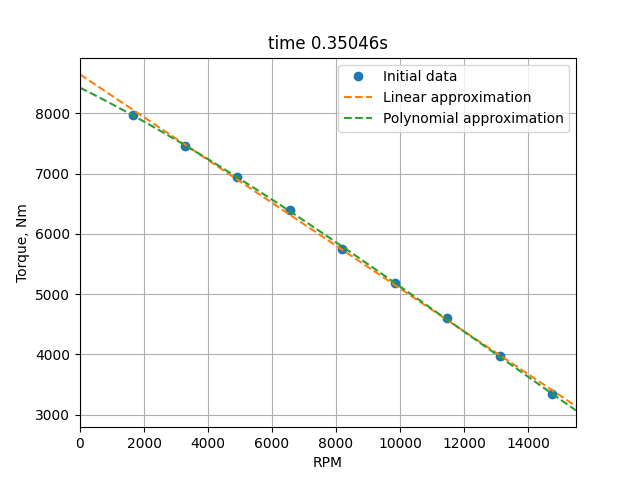 time 0.35046s
Initial data
Linear approximation
Polynomial approximation
Torque, Nm
8000
7000
6000
5000
4000
3000
0 2000 4000 6000 8000 10000 12000 14000
RPM